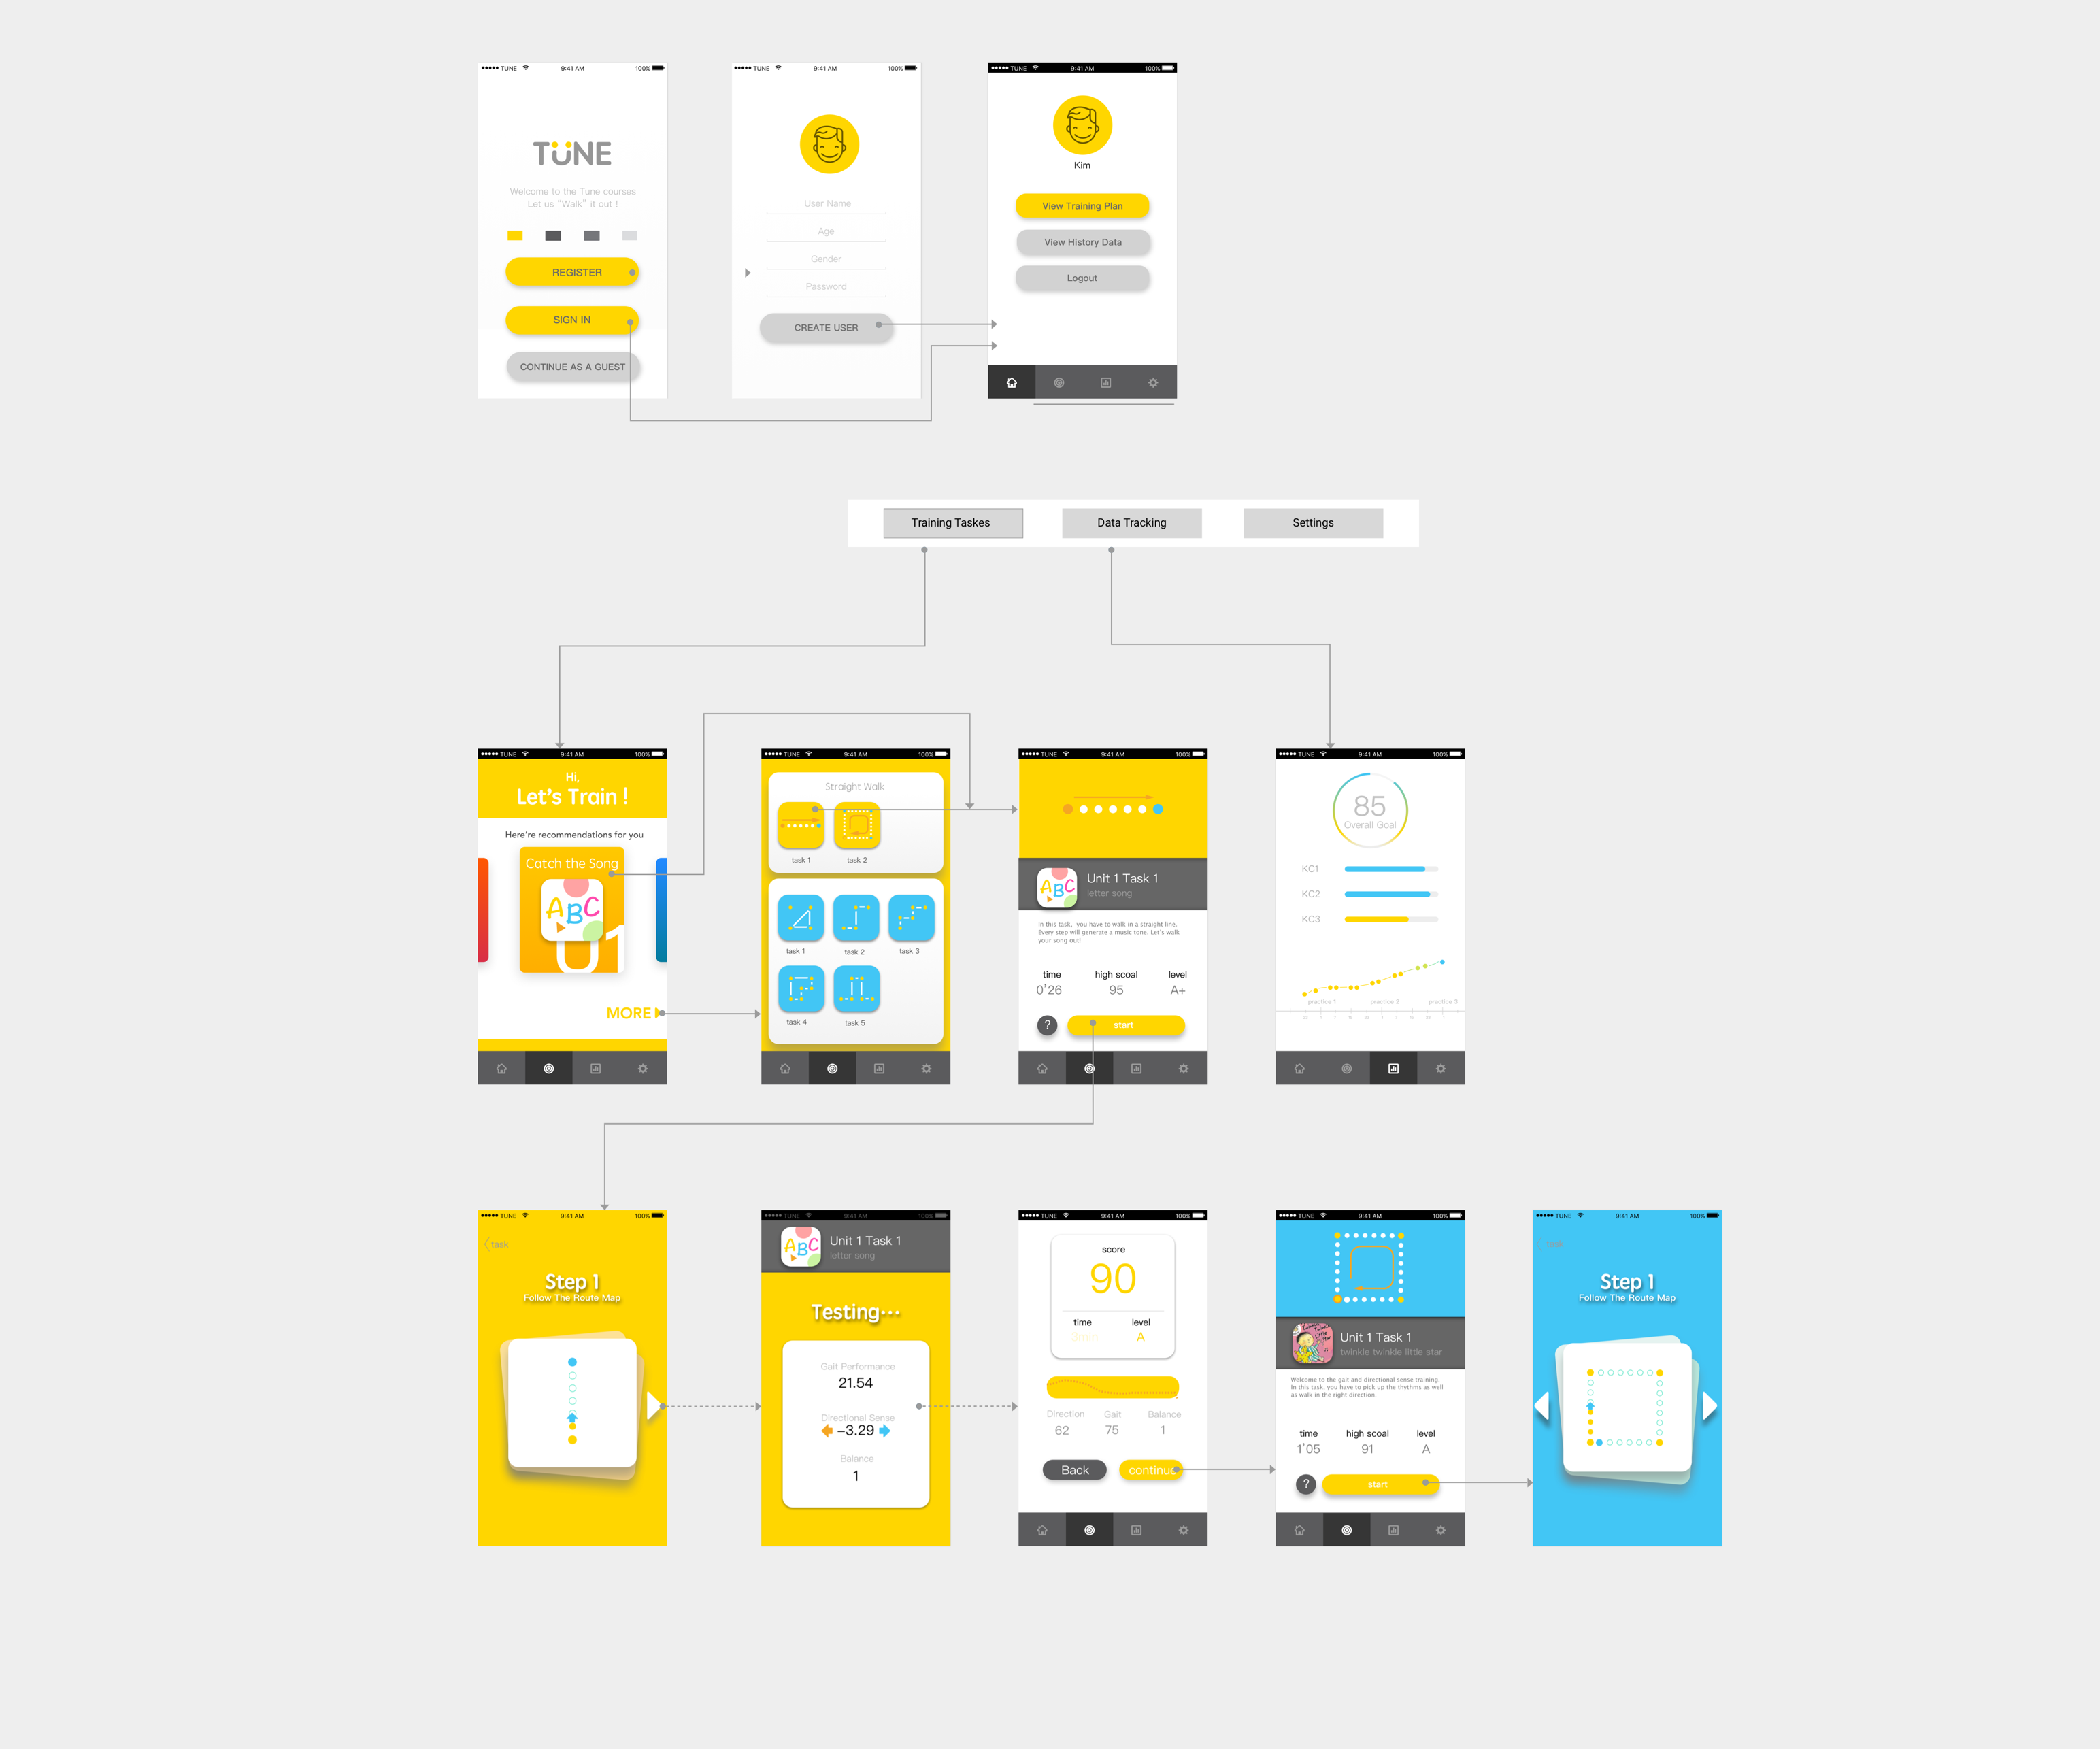 TUNE 9:41 AM 100%
TÜNE
Welcome to the Tune courses
Let us "Walk" it out !
REGISTER
SIGN IN
CONTINUE AS A GUEST
TUNE 9:41 AM 100%
User Name
Age
Gender
Password
CREATE USER
TUNE 9:41 AM 100%
Kim
View Training Plan
View History Data
Logout
Training Taskes
Data Tracking
Settings
TUNE 9:41 AM 100%
Hi,
Let's Train !
Here're recommendations for you
Catch the Song
ABC
01
MORE
TUNE 9:41 AM 100%
Straight Walk
task 1 task 2
task 1 task 2 task 3
task 4 task 5
TUNE 9:41 AM 100%
ABC
Unit 1 Task 1
letter song
In this task, you have to walk in a straight line.
Every step will generate a music tone. Let's walk
your song out!
time high scoal level
0'26 95 A+
? start
TUNE 9:41 AM 100%
85
Overall Goal
KC1
KC2
KC3
practice 1 practice 2 practice 3
TUNE 9:41 AM 100%
task
Step 1
Follow The Route Map
TUNE 9:41 AM 100%
ABC
Unit 1 Task 1
letter song
Testing···
Gait Performance
21.54
Directional Sense
-3.29
Balance
1
TUNE 9:41 AM 100%
score
90
time level
3min A
Direction Gait Balance
62 75 1
Back continue
TUNE 9:41 AM 100%
Unit 1 Task 1
twinkle twinkle little star
Welcome to the gait and directional sense training.
In this task, you have to pick up the rhythms as well
as walk in the right direction.
time high scoal level
1'05 91 A
? start
TUNE 9:41 AM 100%
Step 1
Follow The Route Map